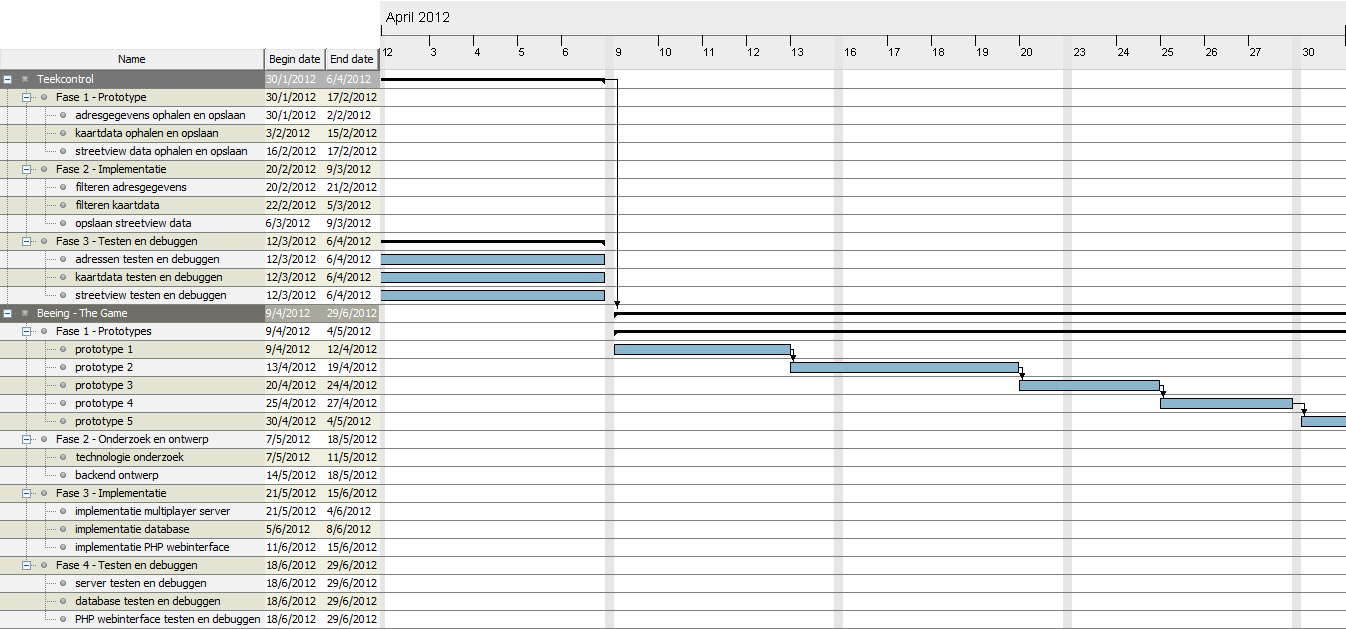 April 2012
12 3 4 5 6 9 10 11 12 13 16 17 18 19 20 23 24 25 26 27 30
Name Begin date End date
Teekcontrol 30/1/2012 6/4/2012
Fase 1 - Prototype 30/1/2012 17/2/2012
adresgegevens ophalen en opslaan 30/1/2012 2/2/2012
kaartdata ophalen en opslaan 3/2/2012 15/2/2012
streetview data ophalen en opslaan 16/2/2012 17/2/2012
Fase 2 - Implementatie 20/2/2012 9/3/2012
filteren adresgegevens 20/2/2012 21/2/2012
filteren kaartdata 22/2/2012 5/3/2012
opslaan streetview data 6/3/2012 9/3/2012
Fase 3 - Testen en debuggen 12/3/2012 6/4/2012
adressen testen en debuggen 12/3/2012 6/4/2012
kaartdata testen en debuggen 12/3/2012 6/4/2012
streetview testen en debuggen 12/3/2012 6/4/2012
Beeing - The Game 9/4/2012 29/6/2012
Fase 1 - Prototypes 9/4/2012 4/5/2012
prototype 1 9/4/2012 12/4/2012
prototype 2 13/4/2012 19/4/2012
prototype 3 20/4/2012 24/4/2012
prototype 4 25/4/2012 27/4/2012
prototype 5 30/4/2012 4/5/2012
Fase 2 - Onderzoek en ontwerp 7/5/2012 18/5/2012
technologie onderzoek 7/5/2012 11/5/2012
backend ontwerp 14/5/2012 18/5/2012
Fase 3 - Implementatie 21/5/2012 15/6/2012
implementatie multiplayer server 21/5/2012 4/6/2012
implementatie database 5/6/2012 8/6/2012
implementatie PHP webinterface 11/6/2012 15/6/2012
Fase 4 - Testen en debuggen 18/6/2012 29/6/2012
server testen en debuggen 18/6/2012 29/6/2012
database testen en debuggen 18/6/2012 29/6/2012
PHP webinterface testen en debuggen 18/6/2012 29/6/2012